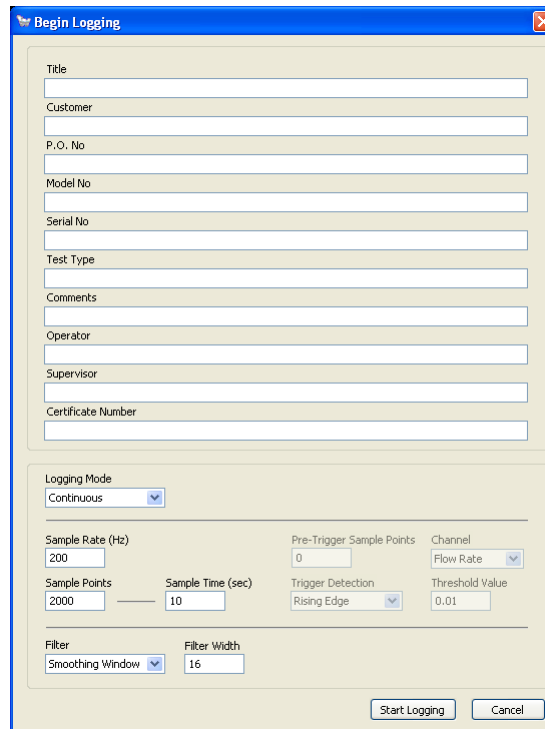 Begin Logging
Title
Customer
P.O. No
Model No
Serial No
Test Type
Comments
Operator
Supervisor
Certificate Number
Logging Mode
Continuous
Sample Rate (Hz) Pre-Trigger Sample Points Channel
200 0 Flow Rate
Sample Points Sample Time (sec) Trigger Detection Threshold Value
2000 10 Rising Edge 0.01
Filter Filter Width
Smoothing Window 16
Start Logging Cancel